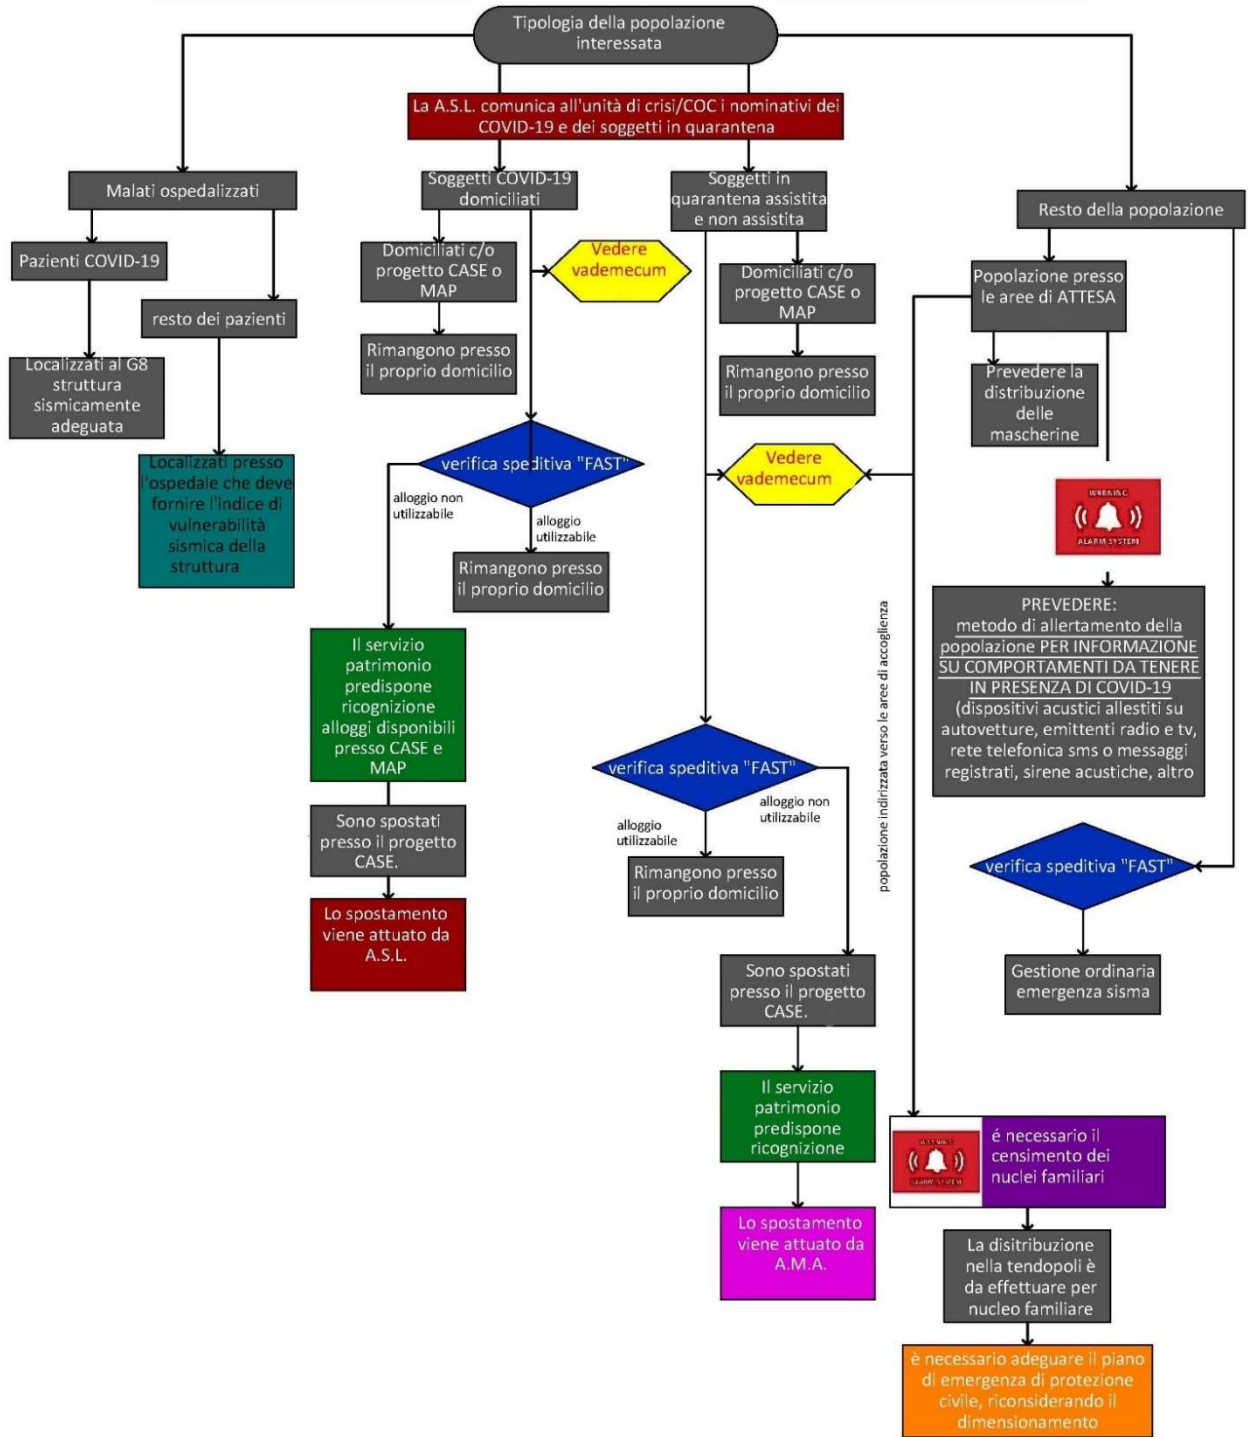 Tipologia della popolazione
interessata
La A.S.L. comunica all'unità di crisi/COC i nominativi dei
COVID-19 e dei soggetti in quarantena
Malati ospedalizzati
Pazienti COVID-19
Localizzati al G8
struttura
sismicamente
adeguata
resto dei pazienti
Localizzati presso
l'ospedale che deve
fornire l'indice di
vulnerabilità
sismica della
struttura
Soggetti COVID-19
domiciliati
Domiciliati c/o
progetto CASE o
MAP
Rimangono presso
il proprio domicilio
Vedere
vademecum
verifica speditiva "FAST"
alloggio non
utilizzabile
alloggio
utilizzabile
Rimangono presso
il proprio domicilio
Il servizio
patrimonio
predispone
ricognizione
alloggi disponibili
presso CASE e
MAP
Sono spostati
presso il progetto
CASE.
Lo spostamento
viene attuato da
A.S.L.
Soggetti in
quarantena assistita
e non assistita
Domiciliati c/o
progetto CASE o
MAP
Rimangono presso
il proprio domicilio
Vedere
vademecum
verifica speditiva "FAST"
alloggio non
utilizzabile
alloggio
utilizzabile
Rimangono presso
il proprio domicilio
Sono spostati
presso il progetto
CASE.
Il servizio
patrimonio
predispone
ricognizione
Lo spostamento
viene attuato da
A.M.A.
Resto della popolazione
Popolazione presso
le aree di ATTESA
Prevedere la
distribuzione
delle
mascherine
WARNING
ALARM SYSTEM
PREVEDERE:
metodo di allertamento della
popolazione PER INFORMAZIONE
SU COMPORTAMENTI DA TENERE
IN PRESENZA DI COVID-19
(dispositivi acustici allestiti su
autovetture, emittenti radio e tv,
rete telefonica sms o messaggi
registrati, sirene acustiche, altro
verifica speditiva "FAST"
Gestione ordinaria
emergenza sisma
popolazione indirizzata verso le aree di accoglienza
WARNING
ALARM SYSTEM
é necessario il
censimento dei
nuclei familiari
La disitribuzione
nella tendopoli è
da effettuare per
nucleo familiare
è necessario adeguare il piano
di emergenza di protezione
civile, riconsiderando il
dimensionamento